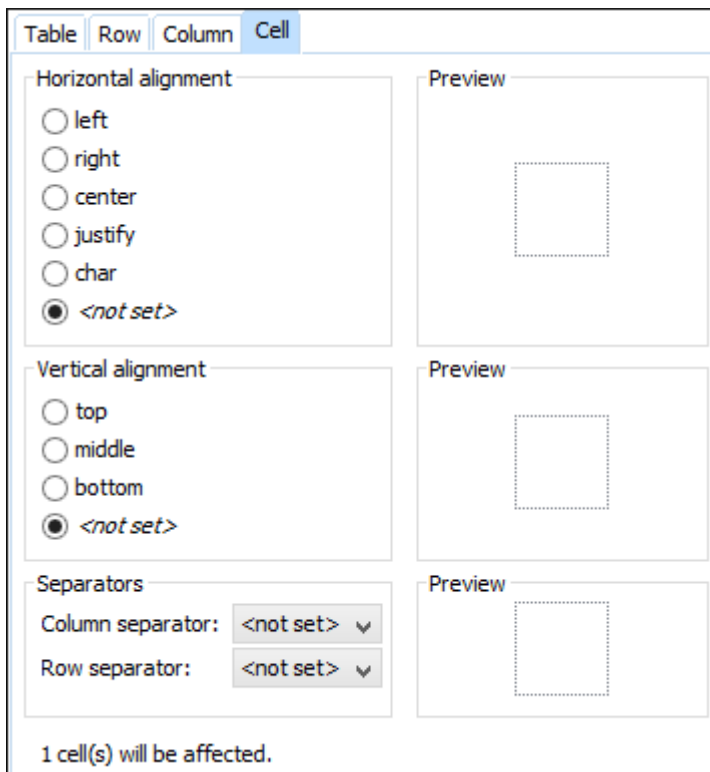 Table Row Column Cell
Horizontal alignment
left
right
center
justify
char
<not set>
Preview
Vertical alignment
top
middle
bottom
<not set>
Preview
Separators
Column separator: <not set>
Row separator: <not set>
Preview
1 cell(s) will be affected.